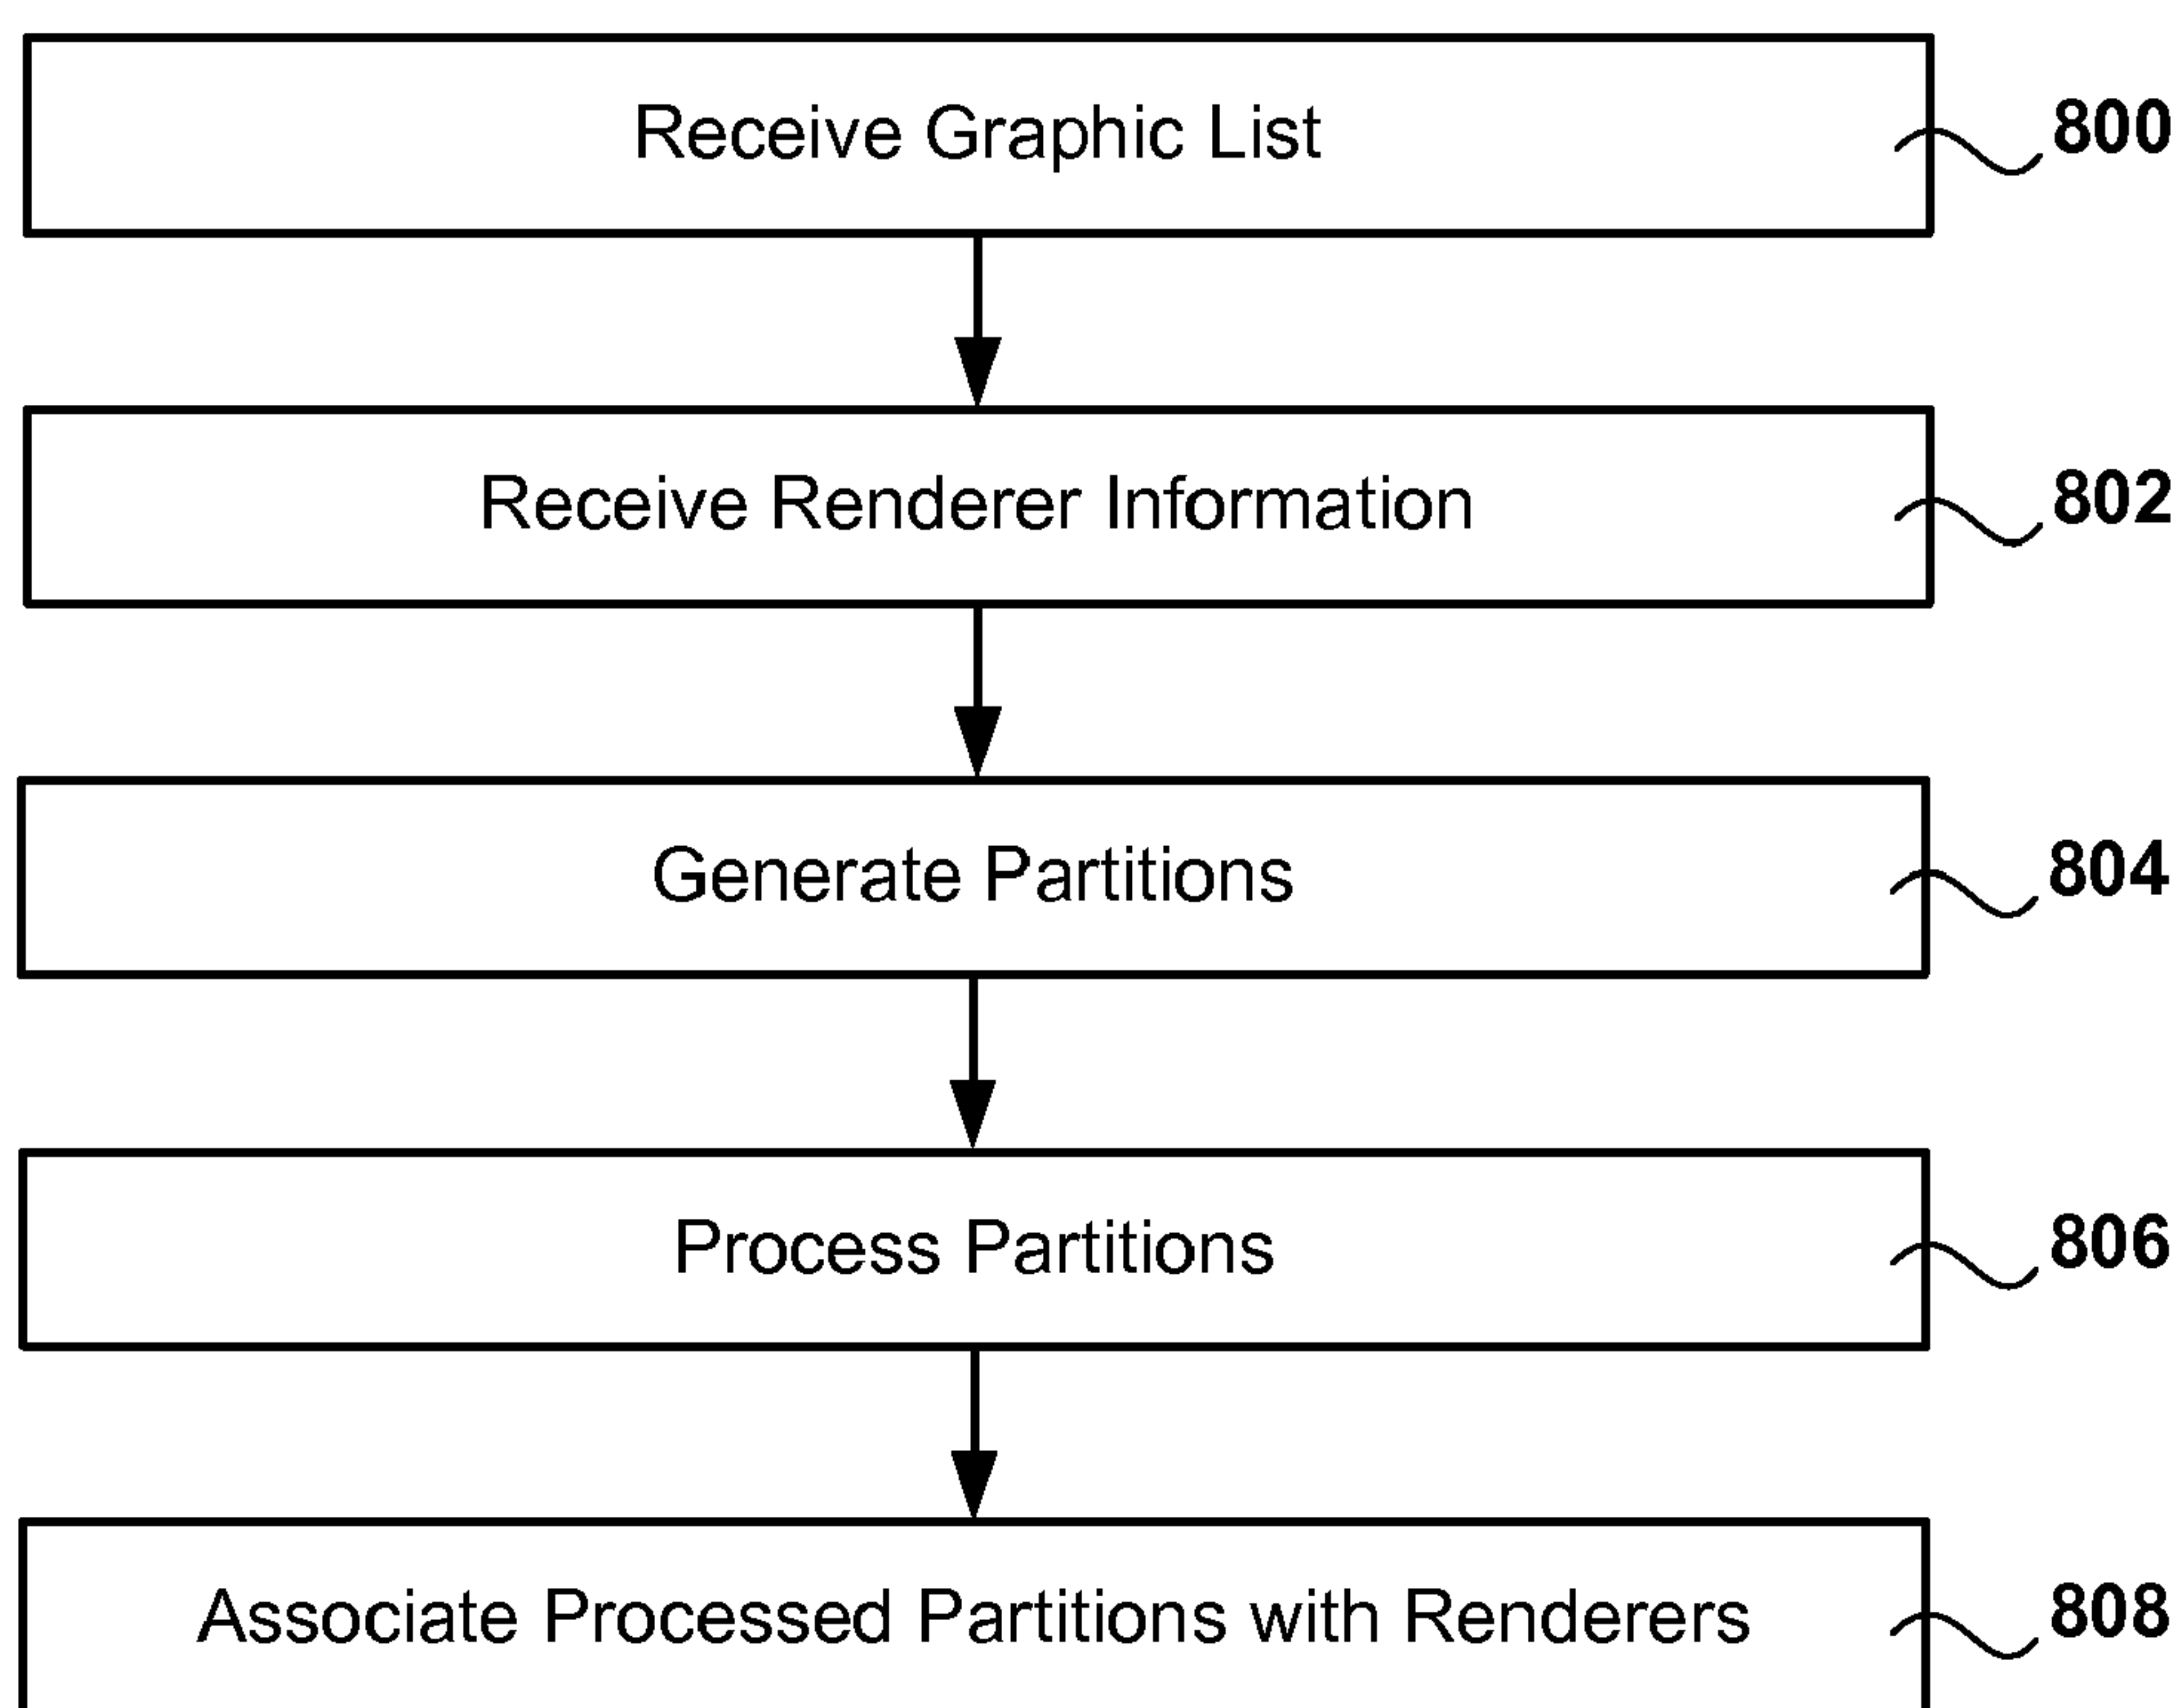 Receive Graphic List
800
Receive Renderer Information
802
Generate Partitions
804
Process Partitions
806
Associate Processed Partitions with Renderers
808